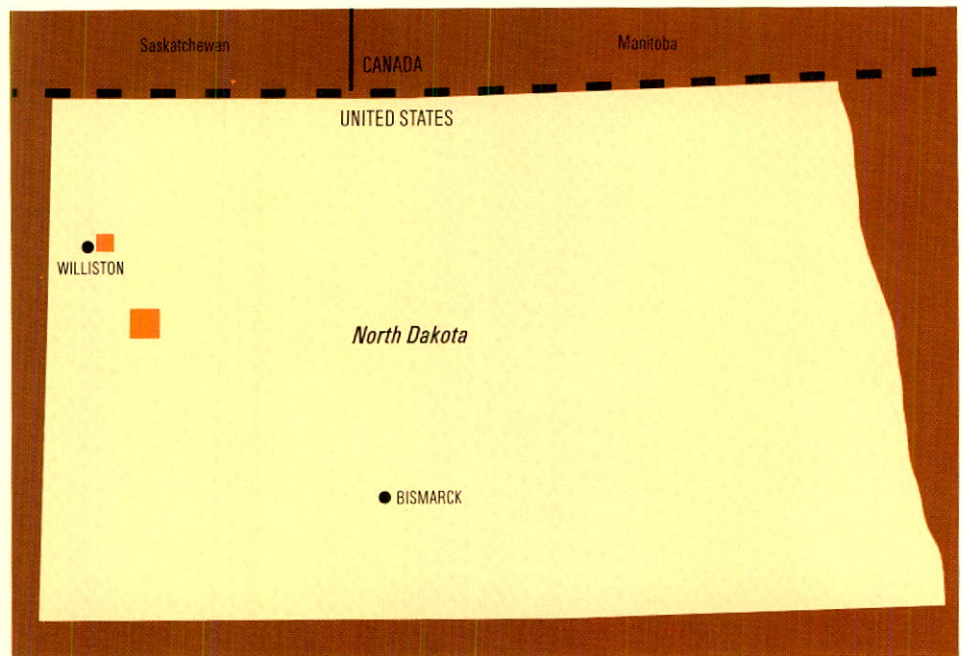 Saskatchewan
Manitoba
CANADA
UNITED STATES
WILLISTON
North Dakota
BISMARCK